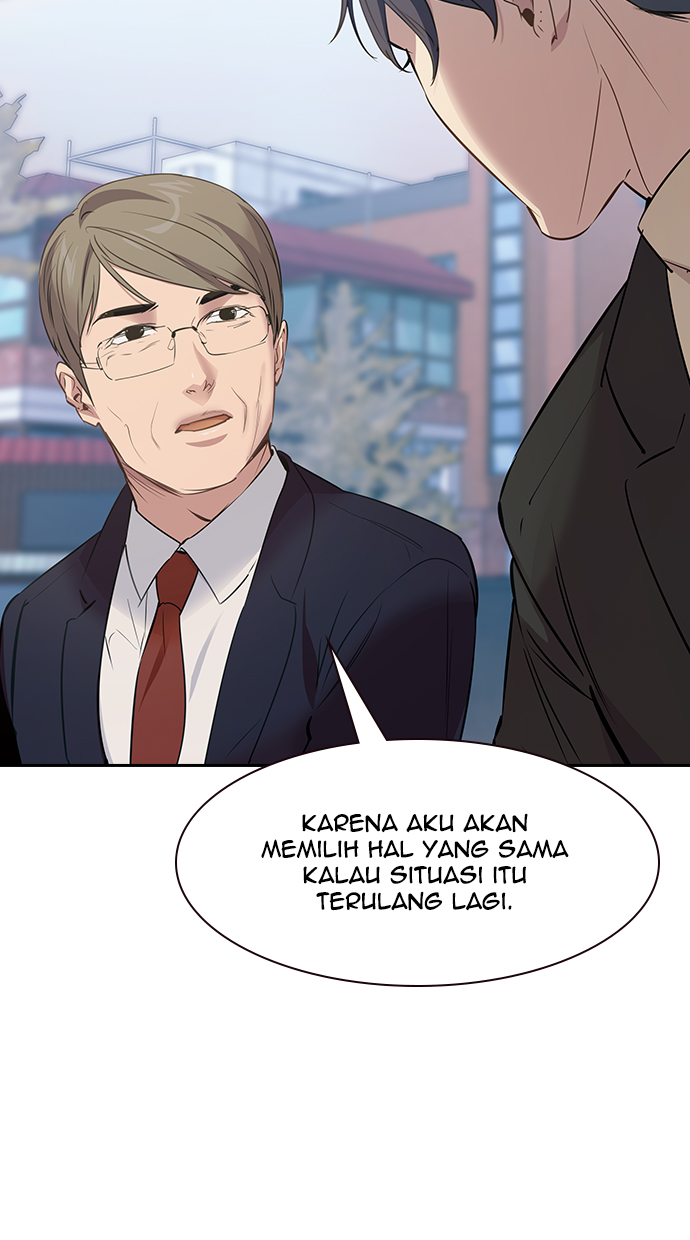 KARENA AKU AKAN
MEMILIH HAL YANG SAMA
KALAU SITUASI ITU
TERULANG LAGI.